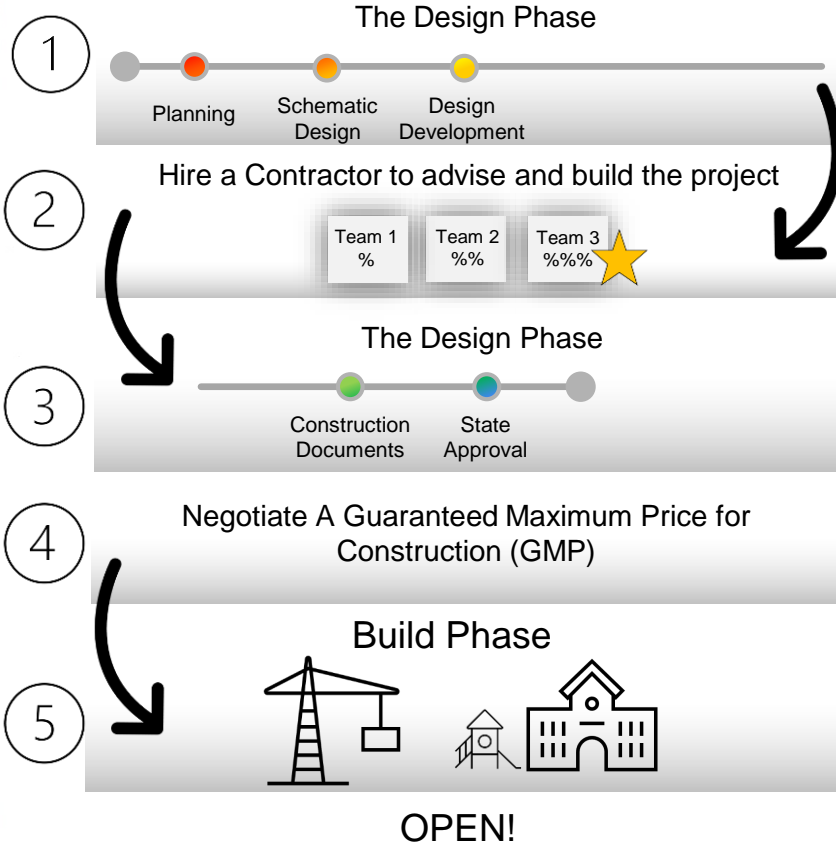 The Design Phase
1
Planning
Schematic
Design
Design
Development
Hire a Contractor to advise and build the project
2
Team 1
%
Team 2
%%
Team 3
%%%
The Design Phase
3
Construction
Documents
State
Approval
4
Negotiate A Guaranteed Maximum Price for
Construction (GMP)
Build Phase
5
OPEN!